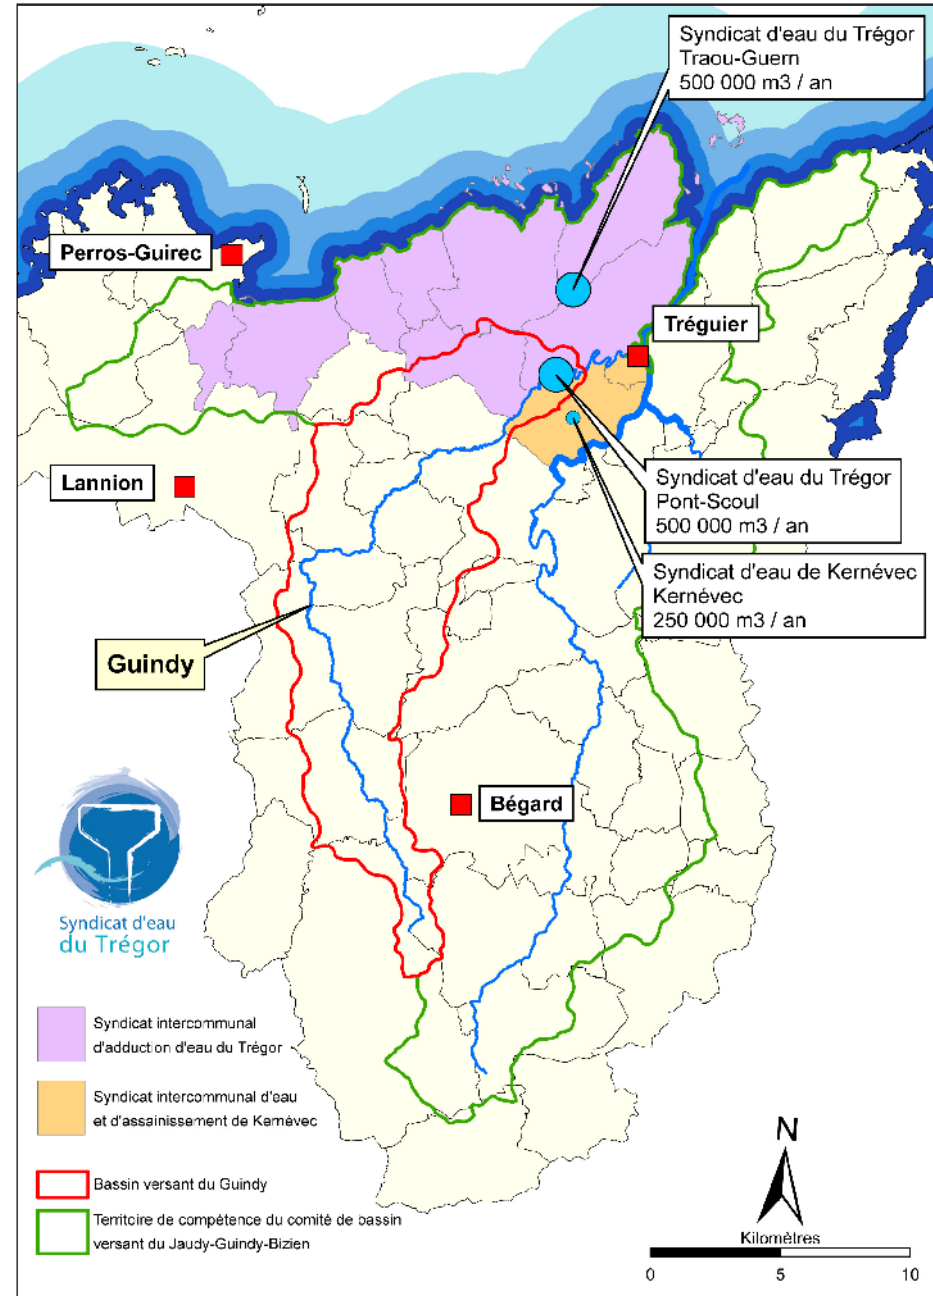 Syndicat d'eau du Trégor
Traou-Guern
500 000 m3 / an
Perros-Guirec
Tréguier
Lannion
Syndicat d'eau du Trégor
Pont-Scoul
500 000 m3 / an
Syndicat d'eau de Kernévec
Kernévec
250 000 m3 / an
Guindy
Bégard
Syndicat d'eau
du Trégor
Syndicat intercommunal
d'adduction d'eau du Trégor
Syndicat intercommunal d'eau
et d'assainissement de Kernévec
Bassin versant du Guindy
Territoire de compétence du comité de bassin
versant du Jaudy-Guindy-Bizien
N
Kilomètres
0 5 10